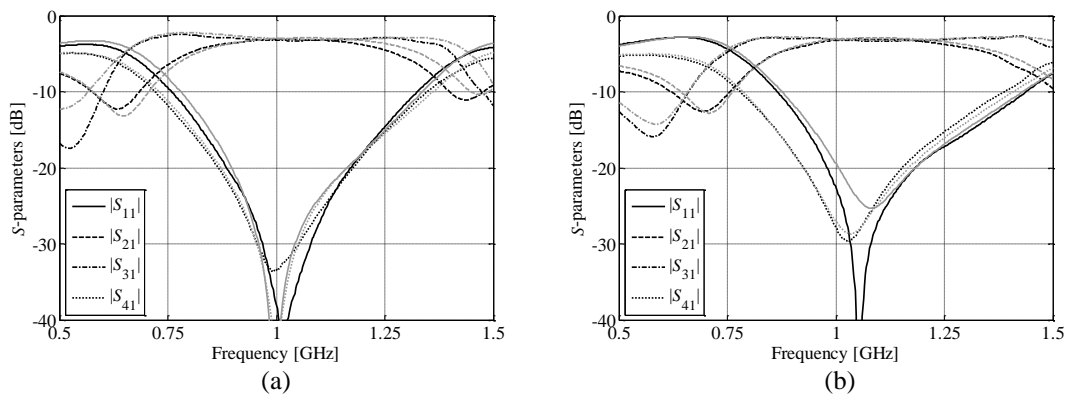 0
-10
-20
-30
-40
S-parameters [dB]
|S11|
|S21|
|S31|
|S41|
0.5
0.75
1
1.25
1.5
Frequency [GHz]
(a)
0
-10
-20
-30
-40
S-parameters [dB]
|S11|
|S21|
|S31|
|S41|
0.5
0.75
1
1.25
1.5
Frequency [GHz]
(b)